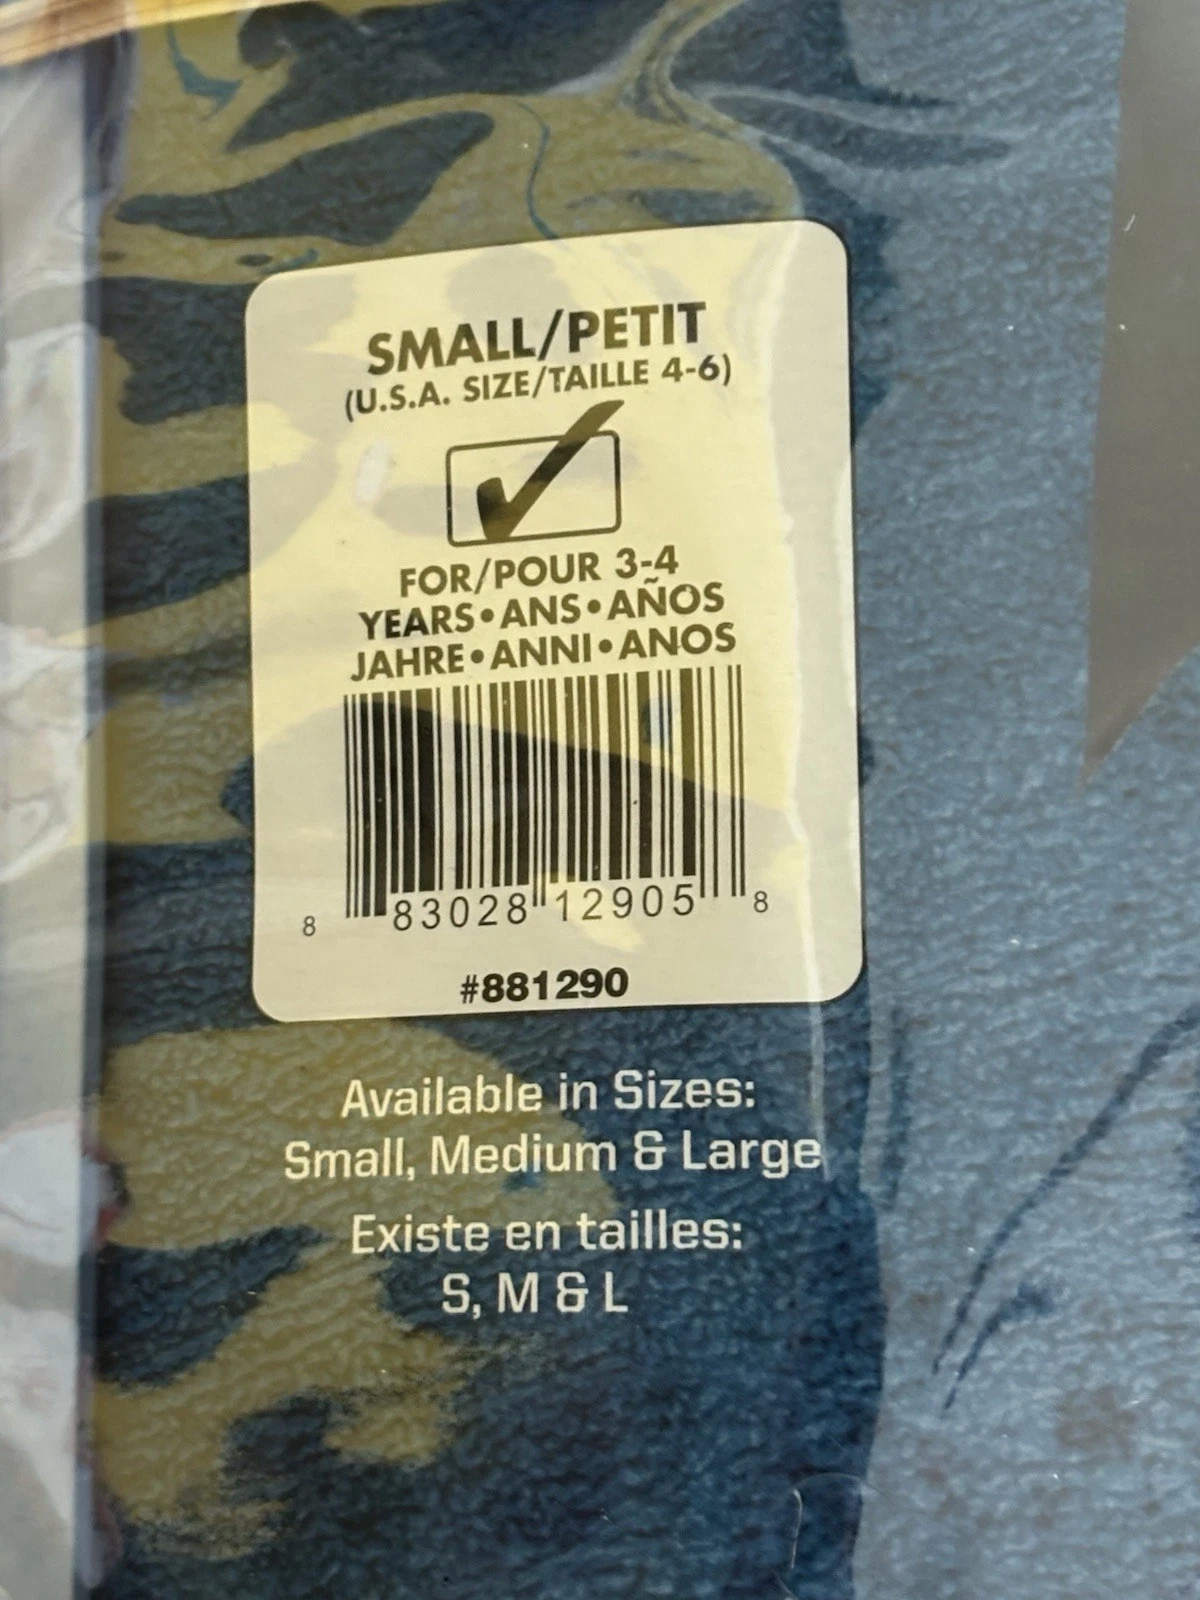 SMALL/PETIT
(U.S.A. SIZE/TAILLE 4-6)
FOR/POUR 3-4
YEARS•ANS•AÑOS
JAHRE•ANNI•ANOS
8 83028 12905 8
#881290
Available in Sizes:
Small, Medium & Large
Existe en tailles:
S, M & L